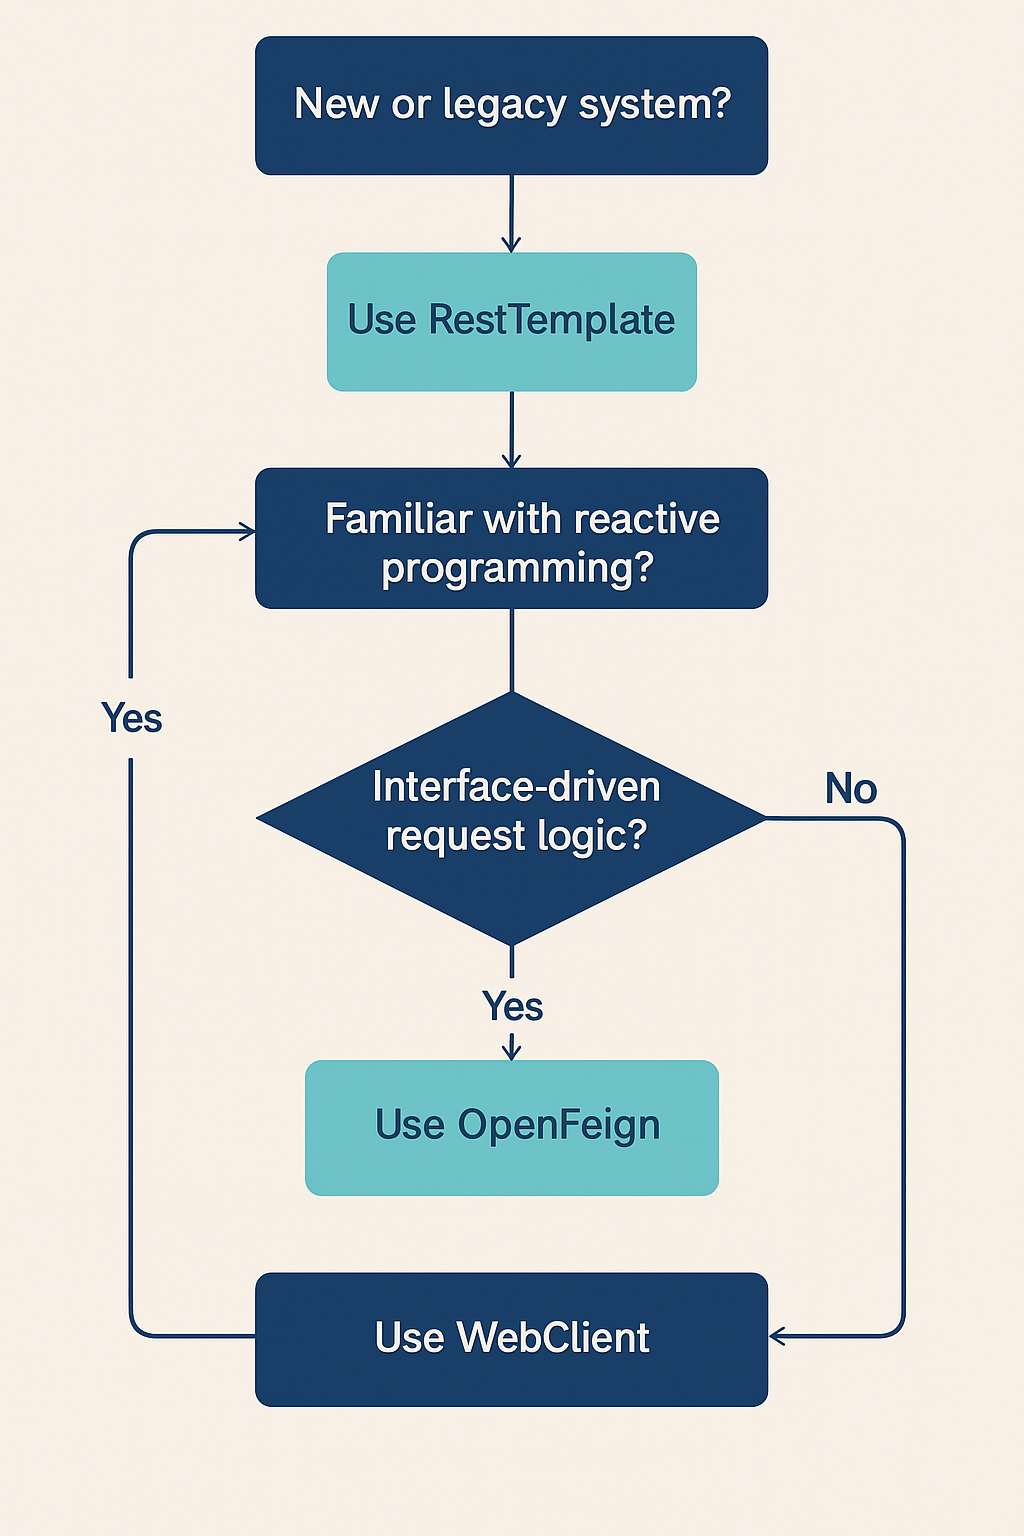 New or legacy system?
Use RestTemplate
Familiar with reactive
programming?
Yes
Interface-driven
request logic?
No
Yes
Use OpenFeign
Use WebClient